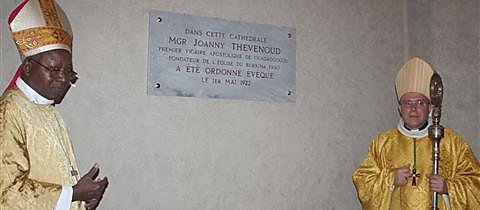 DANS CETTE CATHEDRALE
MGR JOANNY THEVENOUD
PREMIER VICAIRE APOSTOLIQUE DE OUAGADOUGOU
FONDATEUR DE L'EGLISE DU BURKINA FASO
A ÉTÉ ORDONNE EVEQUE
LE 1ER MAI 1922